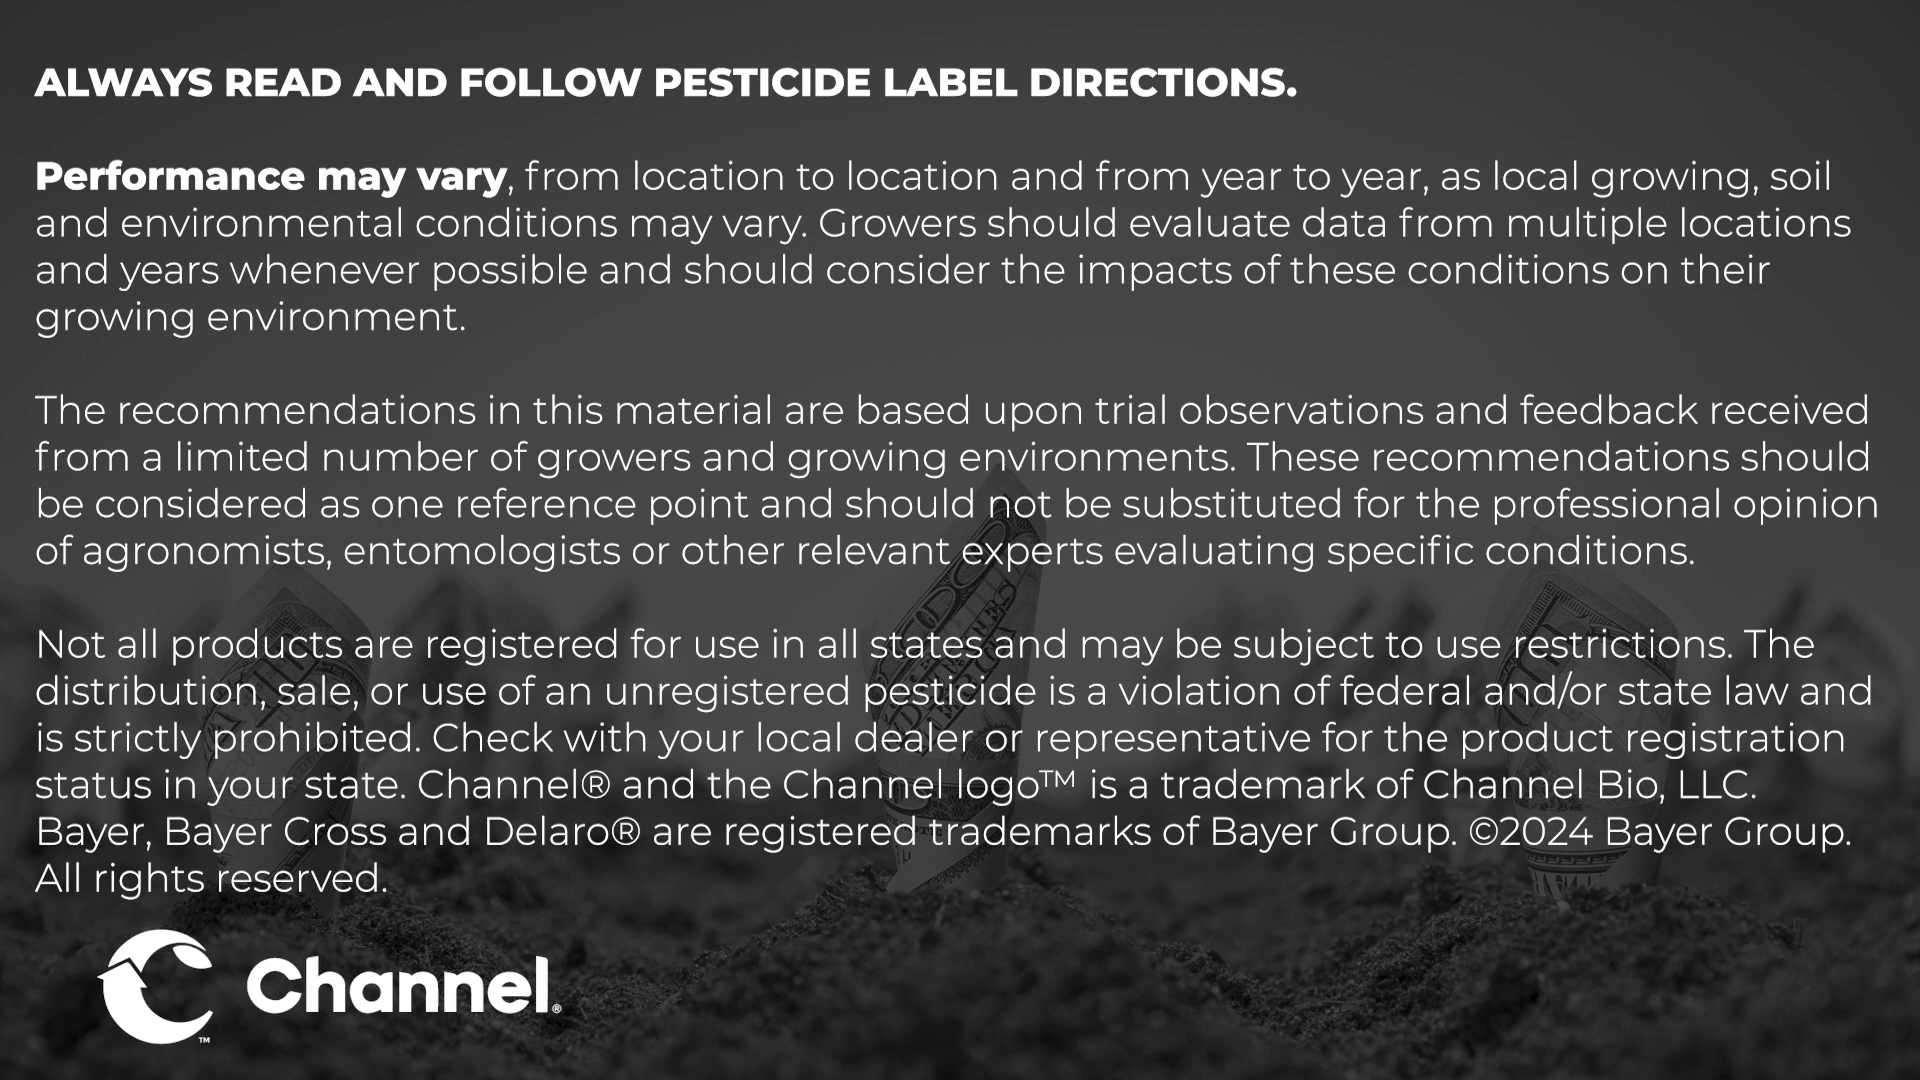 ALWAYS READ AND FOLLOW PESTICIDE LABEL DIRECTIONS.
Performance may vary, from location to location and from year to year, as local growing, soil
and environmental conditions may vary. Growers should evaluate data from multiple locations
and years whenever possible and should consider the impacts of these conditions on their
growing environment.
The recommendations in this material are based upon trial observations and feedback received
from a limited number of growers and growing environments. These recommendations should
be considered as one reference point and should not be substituted for the professional opinion
of agronomists, entomologists or other relevant experts evaluating specific conditions.
Not all products are registered for use in all states and may be subject to use restrictions. The
distribution, sale, or use of an unregistered pesticide is a violation of federal and/or state law and
is strictly prohibited. Check with your local dealer or representative for the product registration
status in your state. Channel® and the Channel logo™ is a trademark of Channel Bio, LLC.
Bayer, Bayer Cross and Delaro® are registered trademarks of Bayer Group. ©2024 Bayer Group.
All rights reserved.
Channel®
™